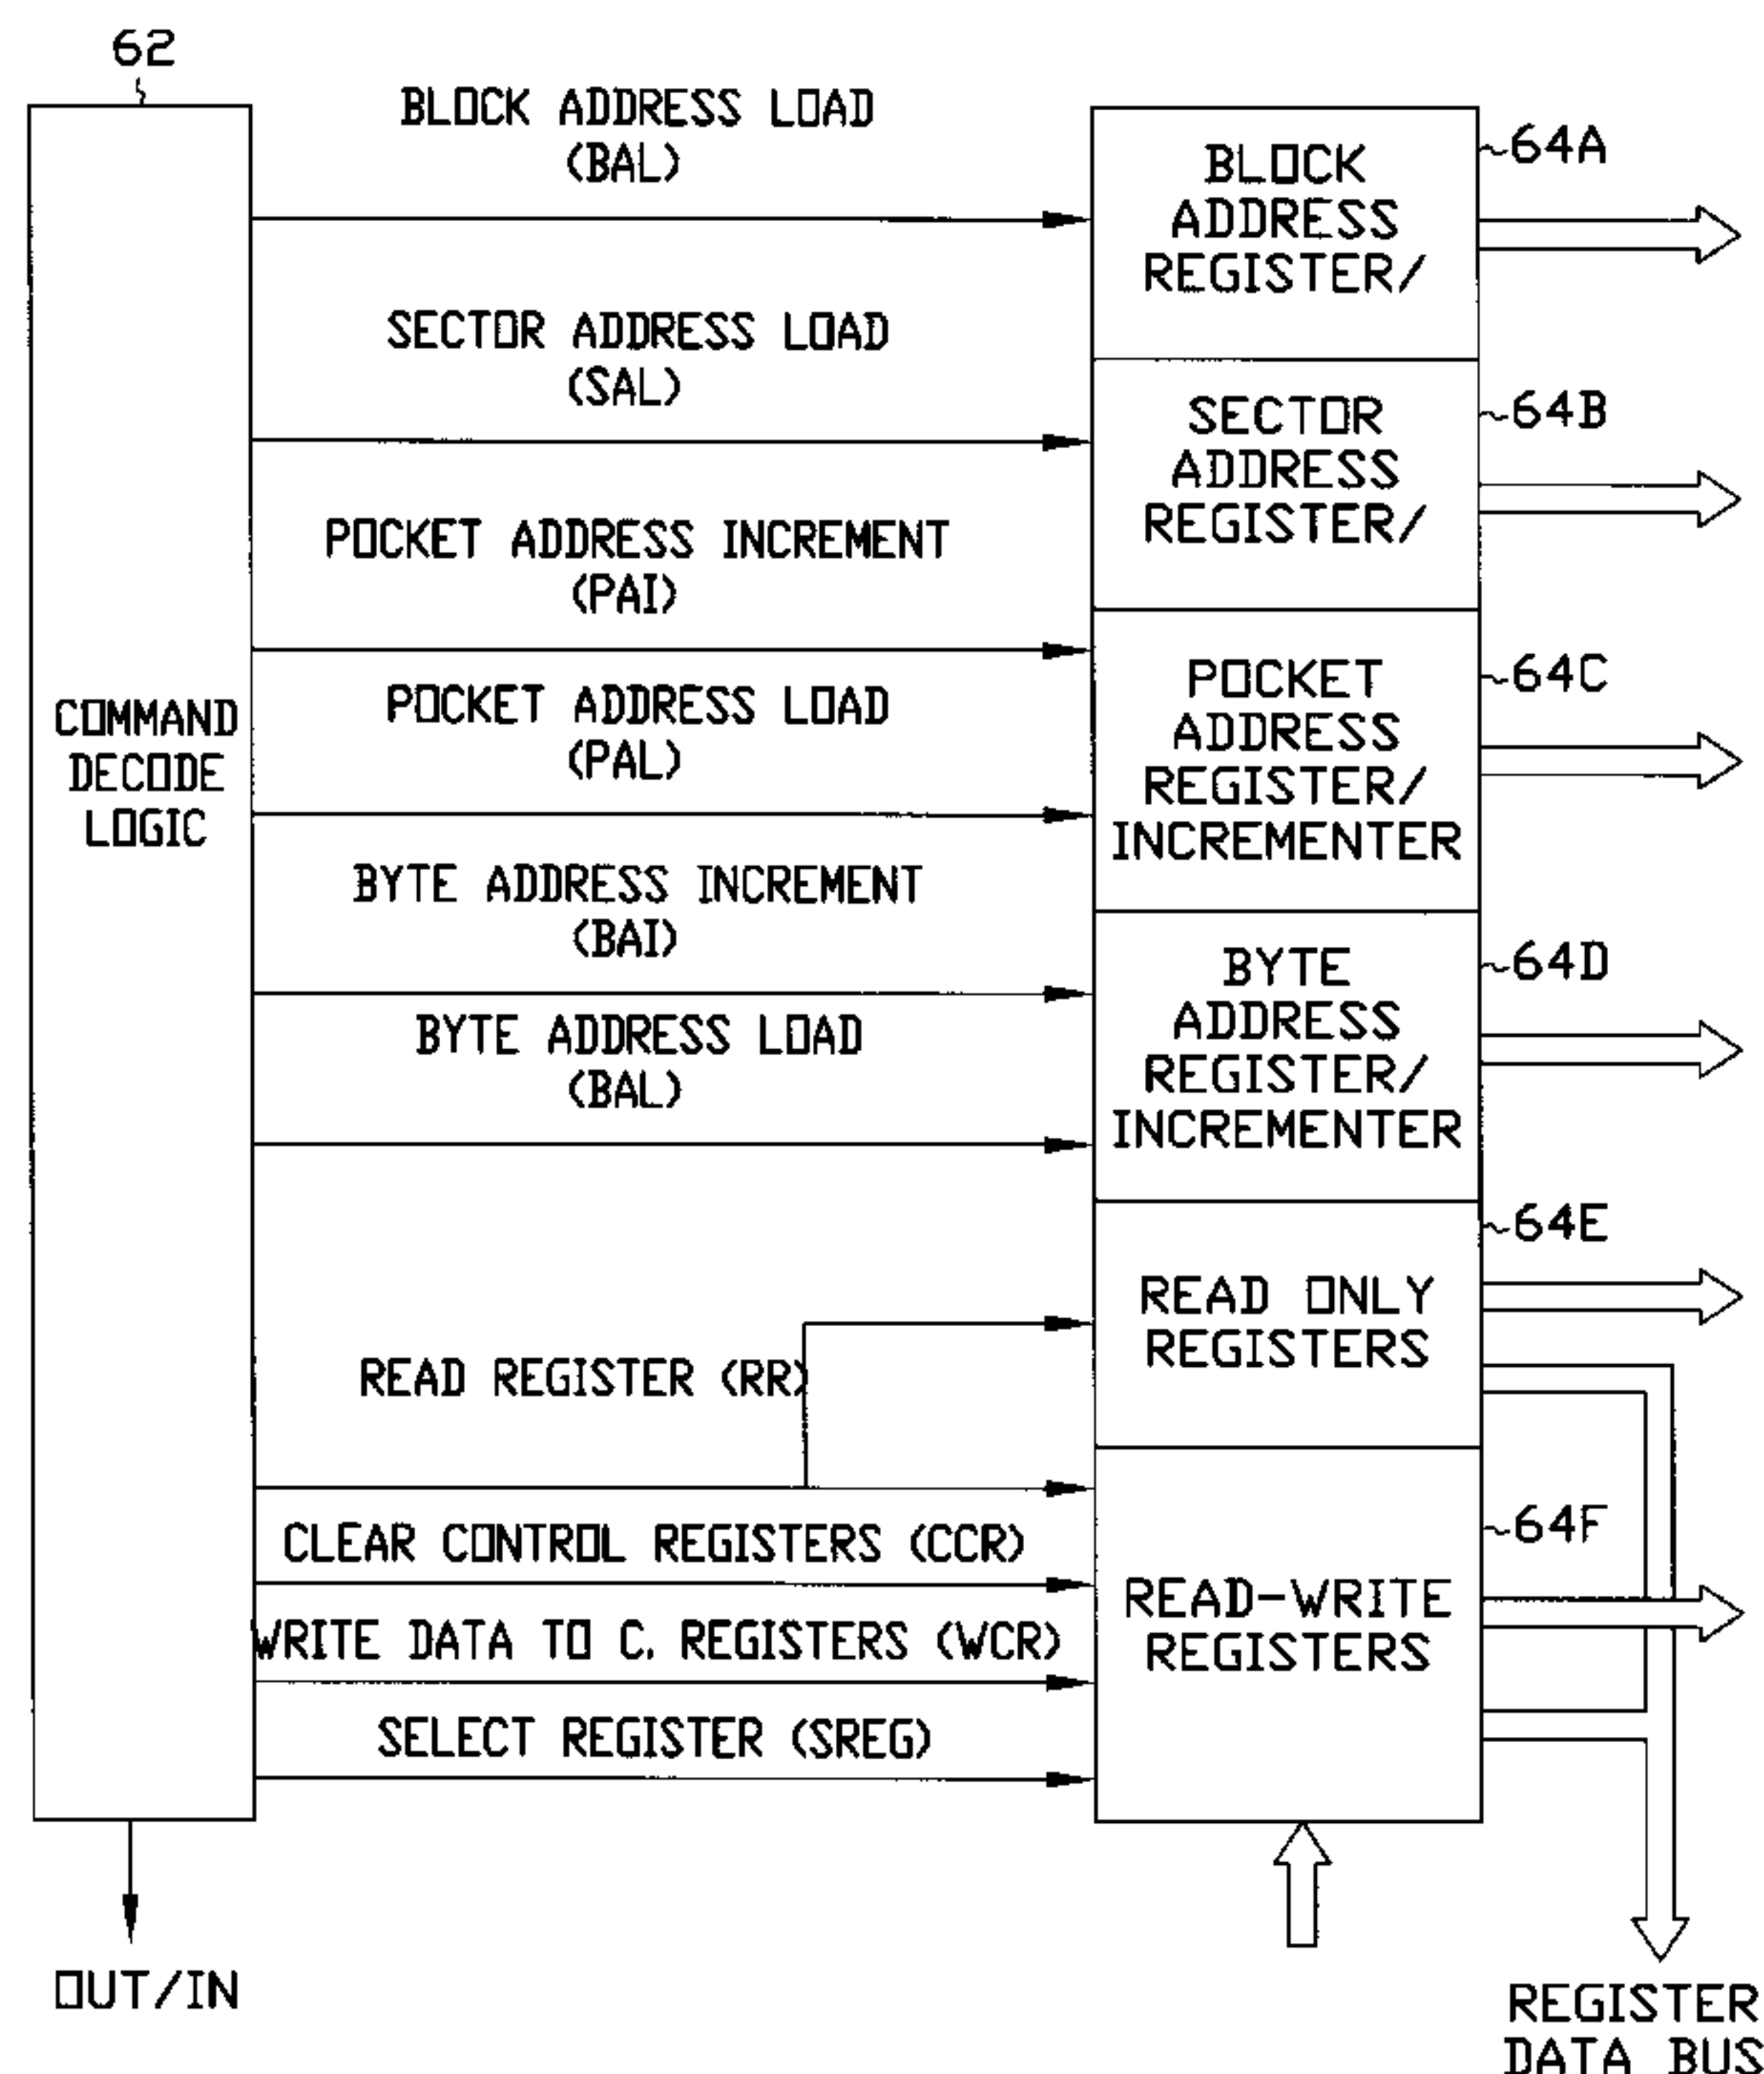 62
BLOCK ADDRESS LOAD
(BAL)
SECTOR ADDRESS LOAD
(SAL)
POCKET ADDRESS INCREMENT
(PAI)
POCKET ADDRESS LOAD
(PAL)
BYTE ADDRESS INCREMENT
(BAI)
BYTE ADDRESS LOAD
(BAL)
READ REGISTER (RR)
CLEAR CONTROL REGISTERS (CCR)
WRITE DATA TO C. REGISTERS (WCR)
SELECT REGISTER (SREG)
COMMAND
DECODE
LOGIC
OUT/IN
BLOCK
ADDRESS
REGISTER/
64A
SECTOR
ADDRESS
REGISTER/
64B
POCKET
ADDRESS
REGISTER/
INCREMENTER
64C
BYTE
ADDRESS
REGISTER/
INCREMENTER
64D
READ ONLY
REGISTERS
64E
READ-WRITE
REGISTERS
64F
REGISTER
DATA BUS